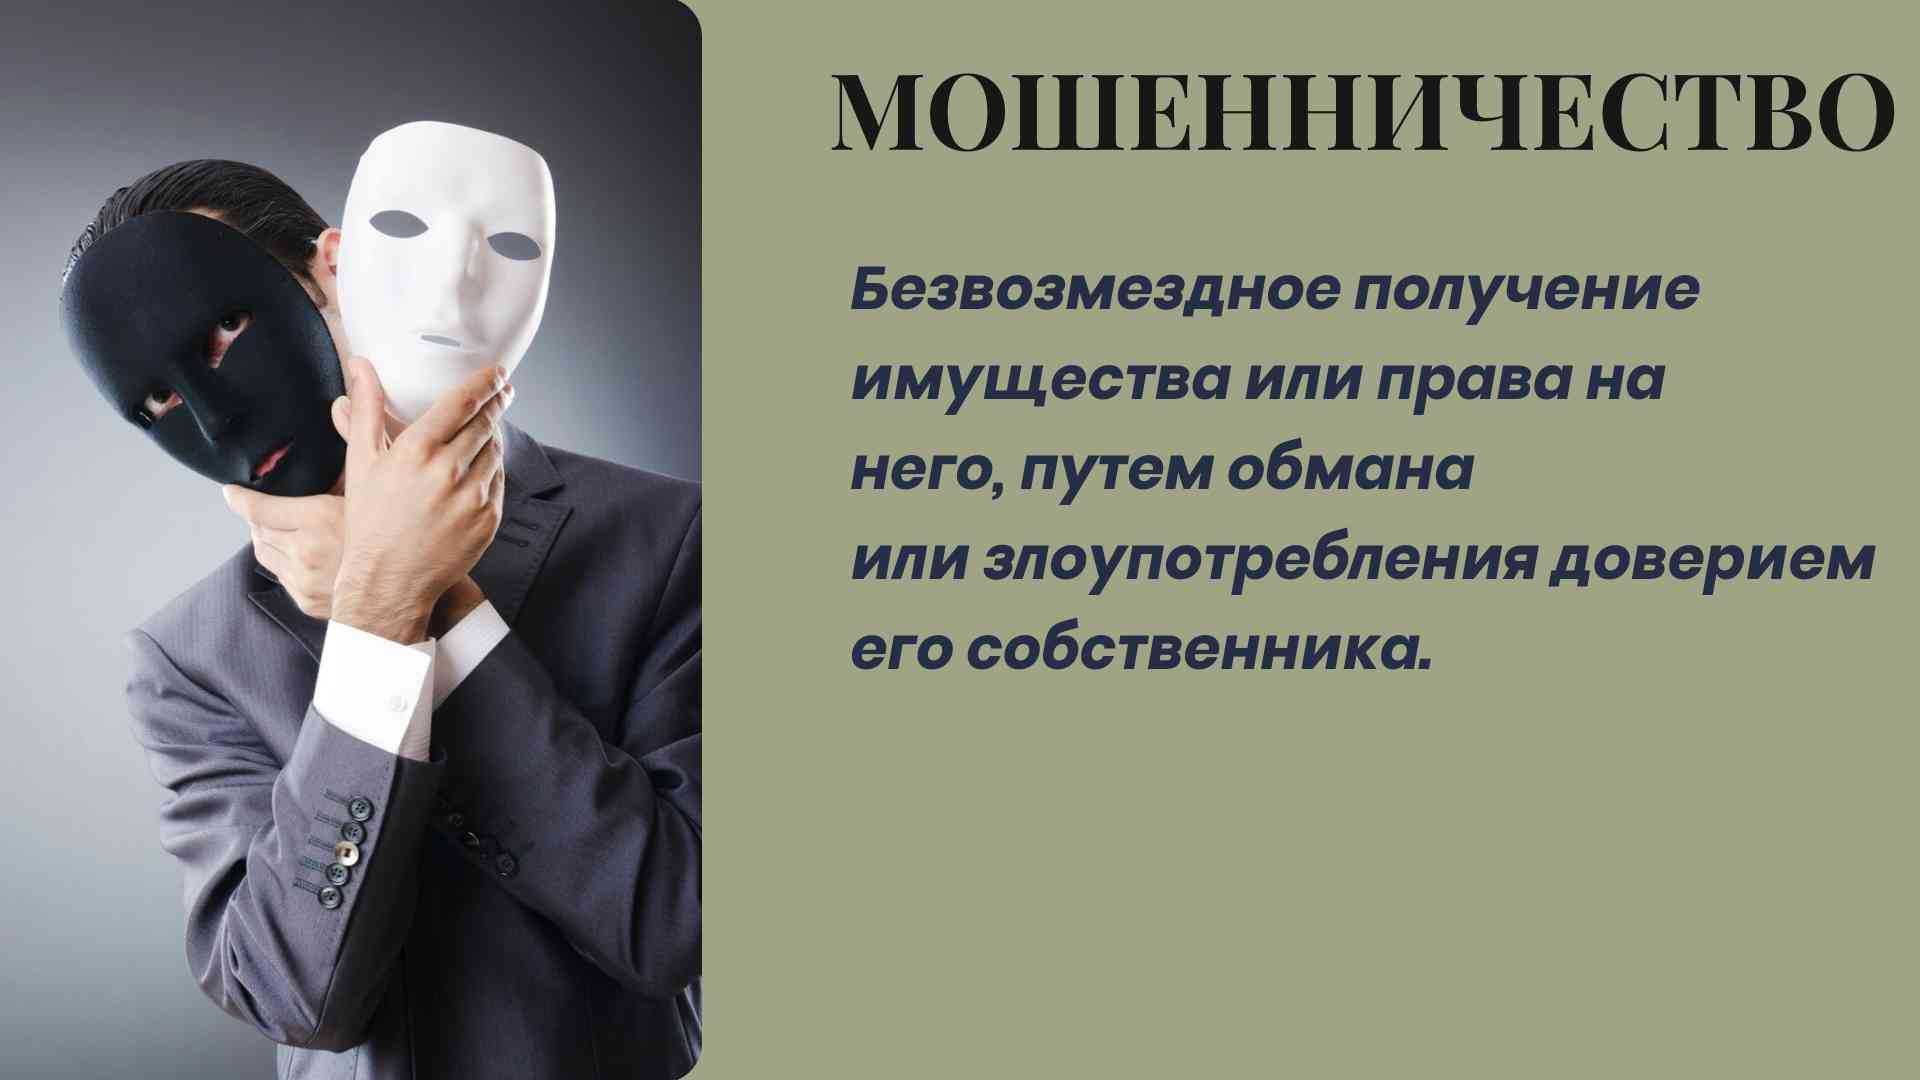 МОШЕННИЧЕСТВО
Безвозмездное получение
имущества или права на
него, путем обмана
или злоупотребления доверием
его собственника.